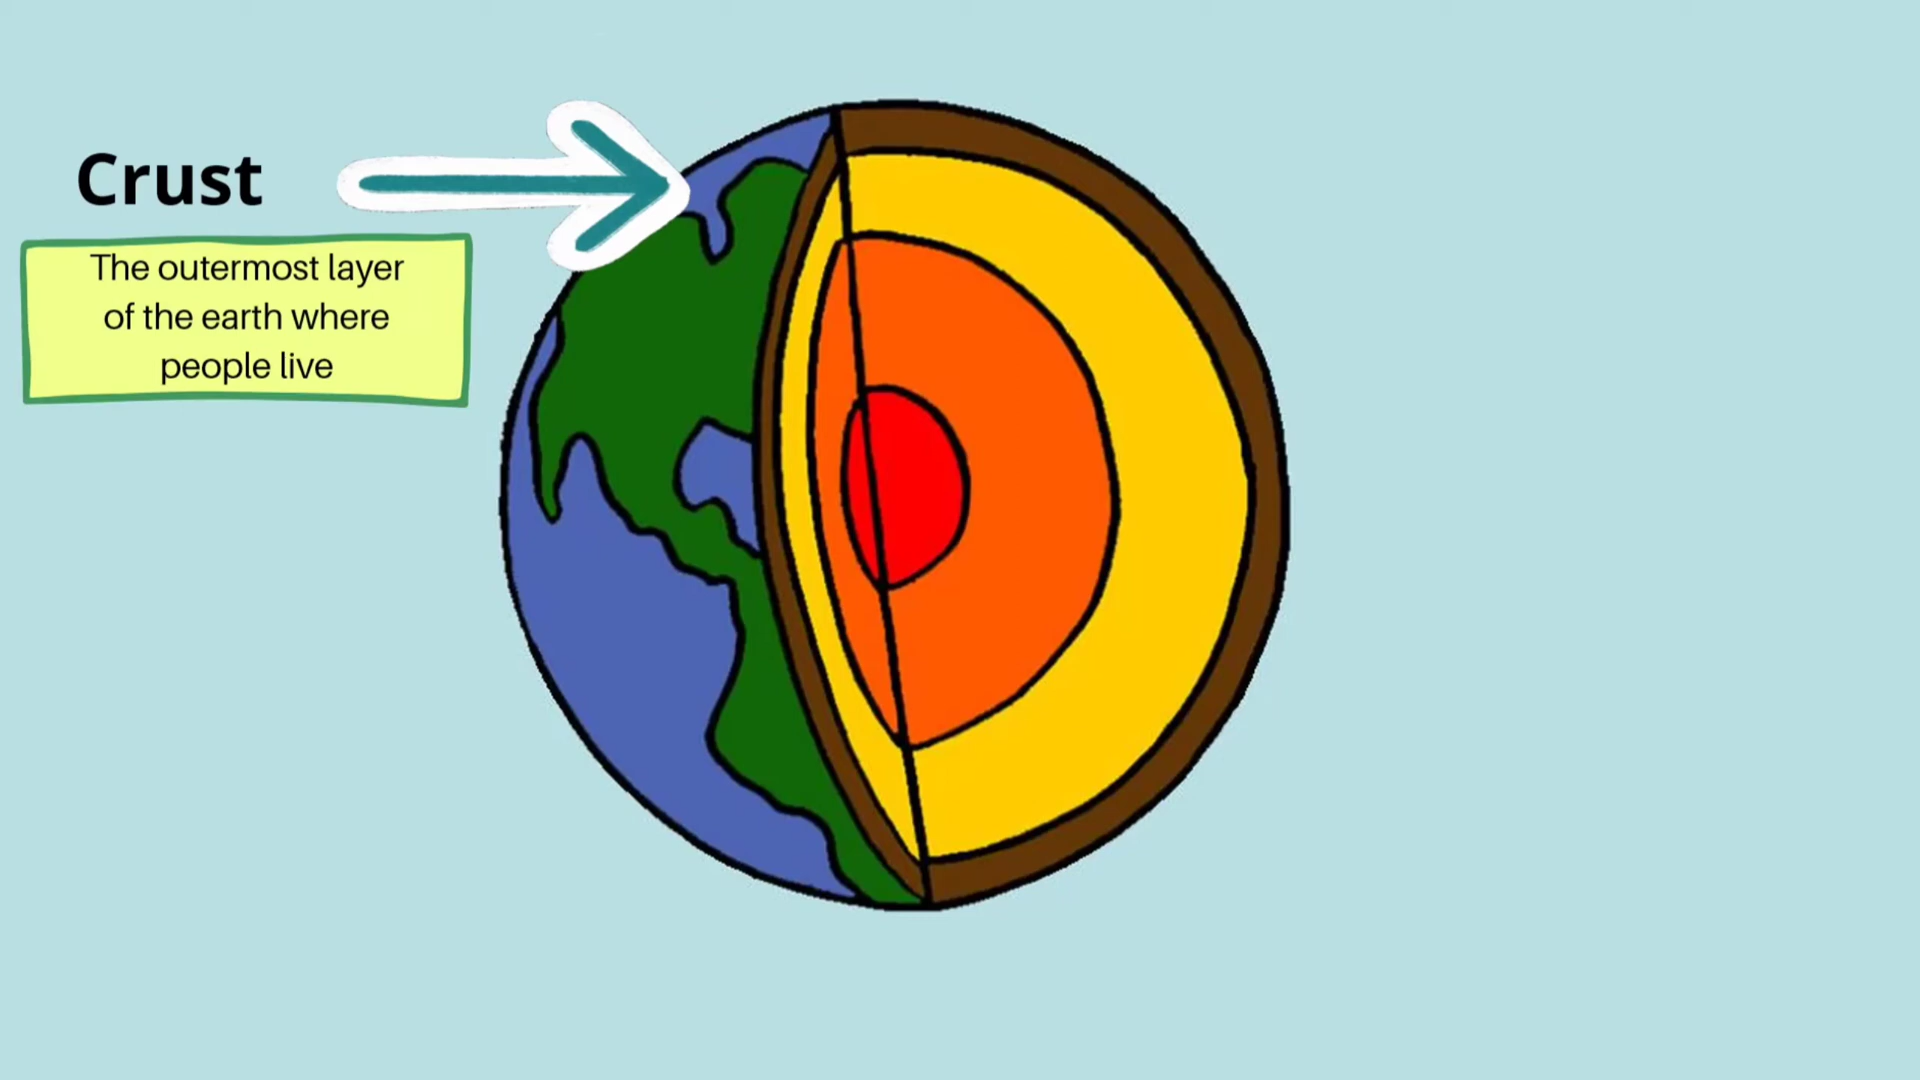 Crust
The outermost layer
of the earth where
people live